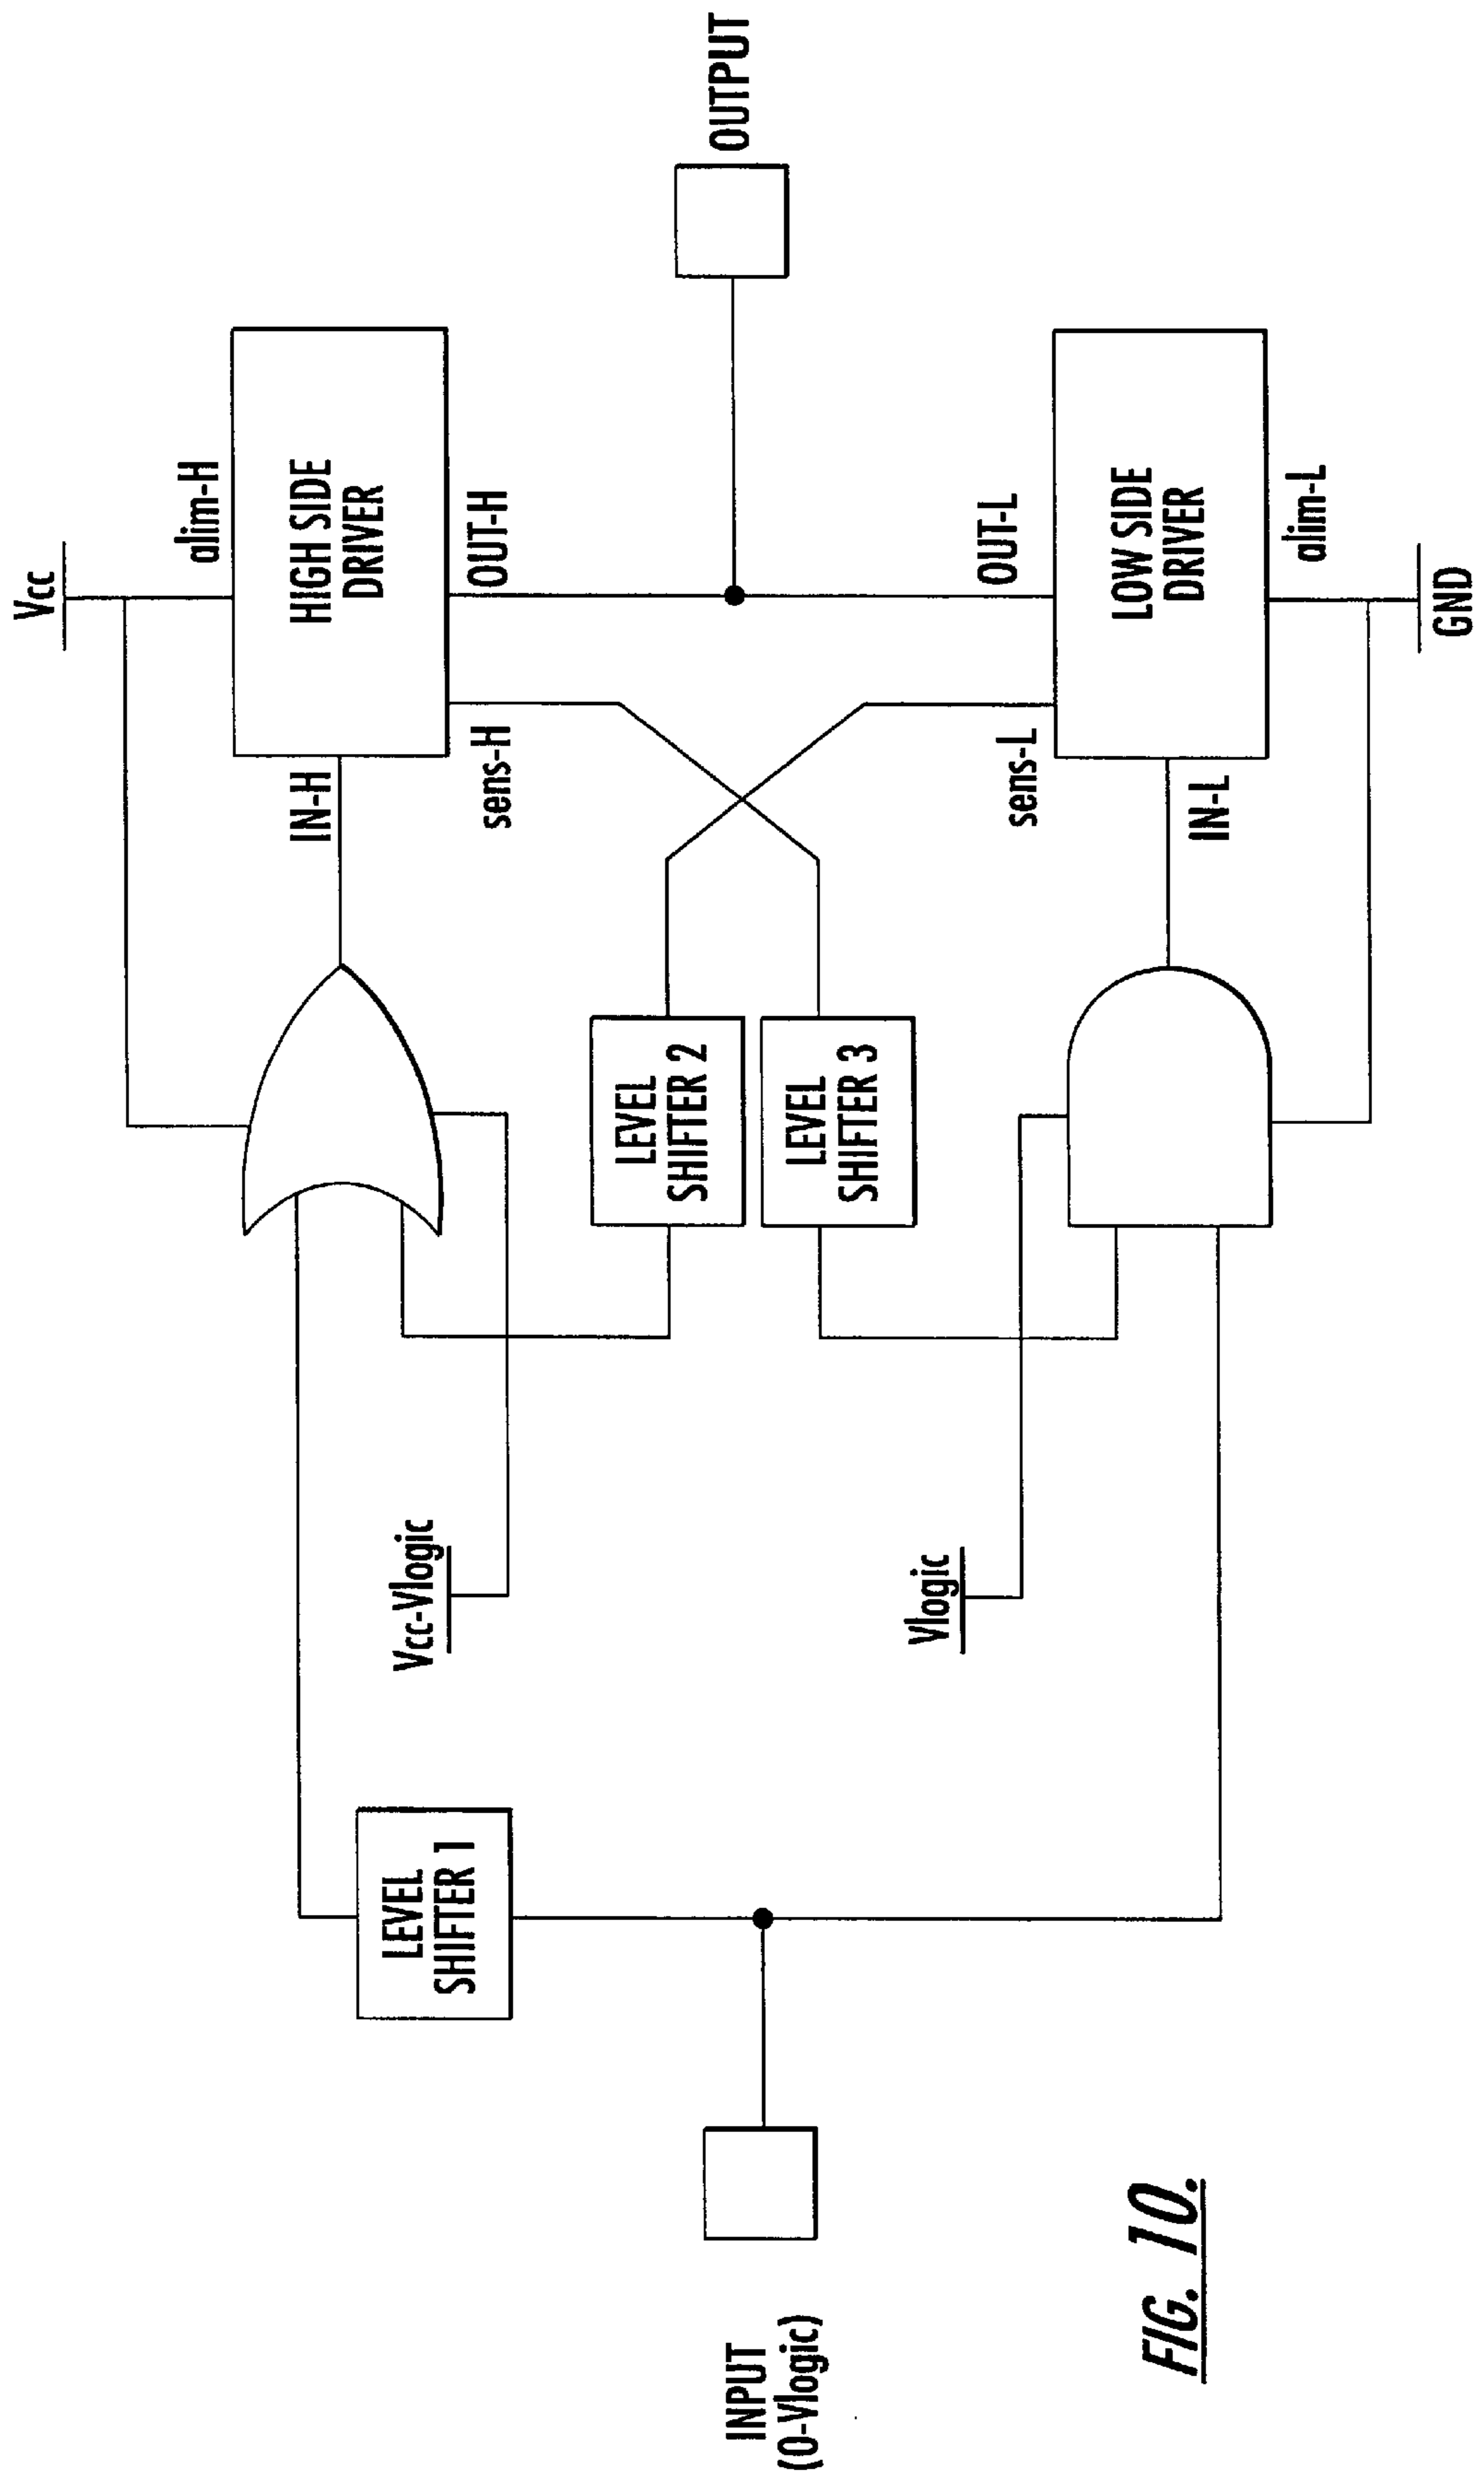 Vcc
alim-H
HIGH SIDE
DRIVER
IN-H
OUT-H
sens-H
OUTPUT
LEVEL
SHIFTER 1
Vcc-Vlogic
LEVEL
SHIFTER 2
LEVEL
SHIFTER 3
INPUT
(0-Vlogic)
Vlogic
OUT-L
sens-L
LOW SIDE
DRIVER
IN-L
alim-L
GND
FIG. 10.